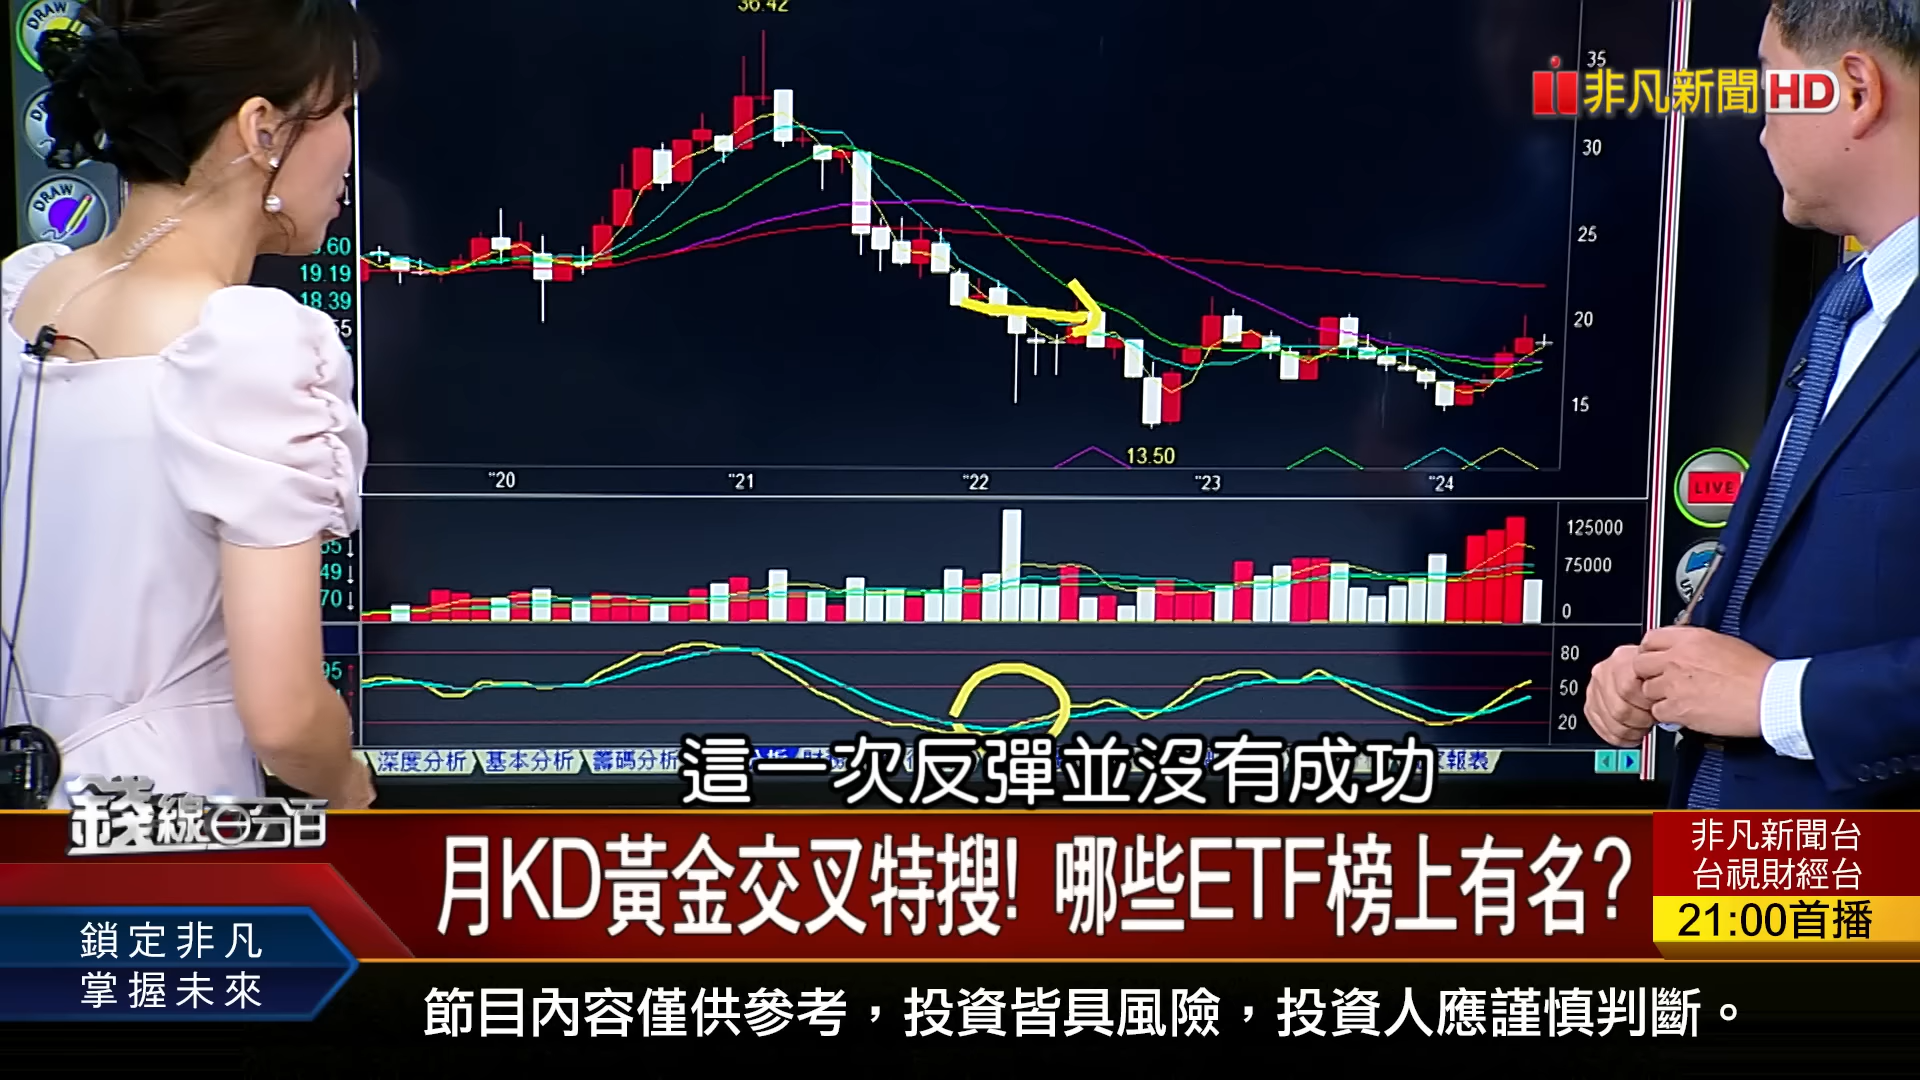 DRAW
36.42
35
非凡新聞HD
30
DRAW
25
.60
19.19
18.39
20
15
13.50
"20
"21
"22
"23
"24
LIVE
125000
75000
0
49
70
80
95
50
20
深度分析
基本分析
籌碼分析
報表
這一次反彈並沒有成功
錢線百分百
月KD黃金交叉特搜! 哪些ETF榜上有名?
非凡新聞台
台視財經台
21:00首播
鎖定非凡
掌握未來
節目內容僅供參考，投資皆具風險，投資人應謹慎判斷。